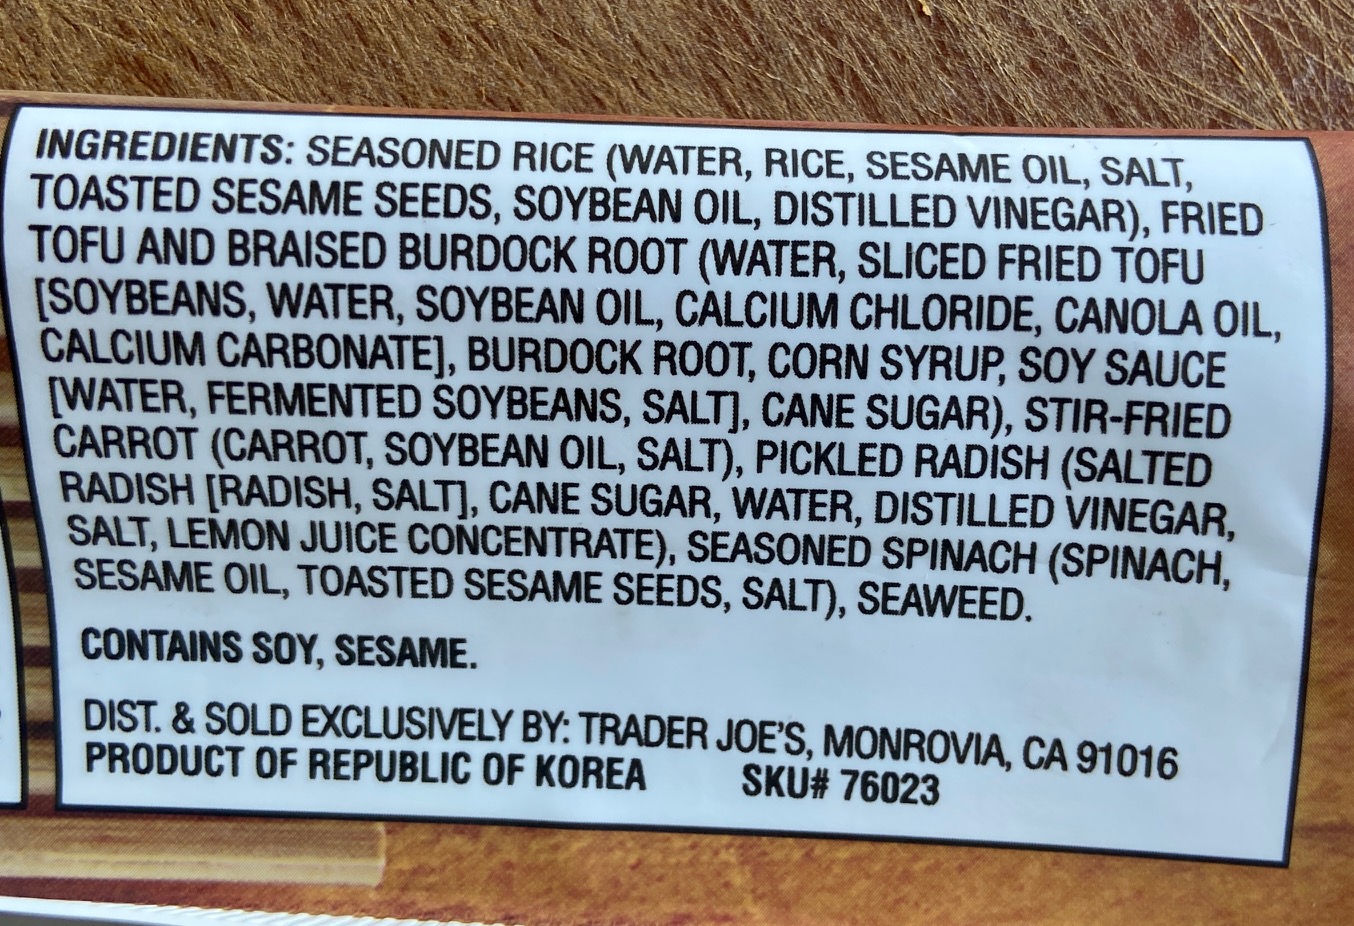 INGREDIENTS: SEASONED RICE (WATER, RICE, SESAME OIL, SALT,
TOASTED SESAME SEEDS, SOYBEAN OIL, DISTILLED VINEGAR), FRIED
TOFU AND BRAISED BURDOCK ROOT (WATER, SLICED FRIED TOFU
[SOYBEANS, WATER, SOYBEAN OIL, CALCIUM CHLORIDE, CANOLA OIL,
CALCIUM CARBONATE], BURDOCK ROOT, CORN SYRUP, SOY SAUCE
[WATER, FERMENTED SOYBEANS, SALT], CANE SUGAR), STIR-FRIED
CARROT (CARROT, SOYBEAN OIL, SALT), PICKLED RADISH (SALTED
RADISH [RADISH, SALT], CANE SUGAR, WATER, DISTILLED VINEGAR,
SALT, LEMON JUICE CONCENTRATE), SEASONED SPINACH (SPINACH,
SESAME OIL, TOASTED SESAME SEEDS, SALT), SEAWEED.
CONTAINS SOY, SESAME.
DIST. & SOLD EXCLUSIVELY BY: TRADER JOE'S, MONROVIA, CA 91016
PRODUCT OF REPUBLIC OF KOREA SKU# 76023